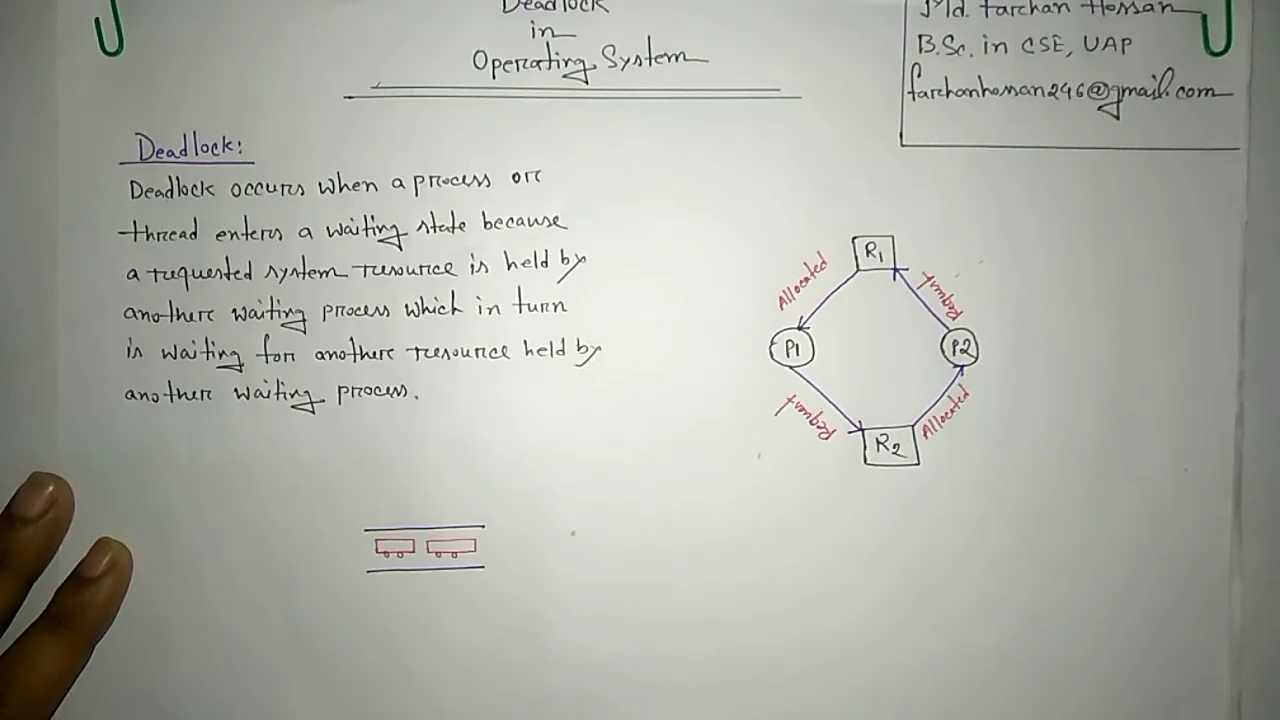 Deadlock
in
Operating System
Md. Farhan Hossan
B.Sc. in CSE, UAP
farhanhossan246@gmail.com
Deadlock:
Deadlock occurs when a process or
thread enters a waiting state because
a requested system resource is held by
another waiting process which in turn
is waiting for another resource held by
another waiting process.
R1
Allocated
Request
P1
P2
Request
Allocated
R2